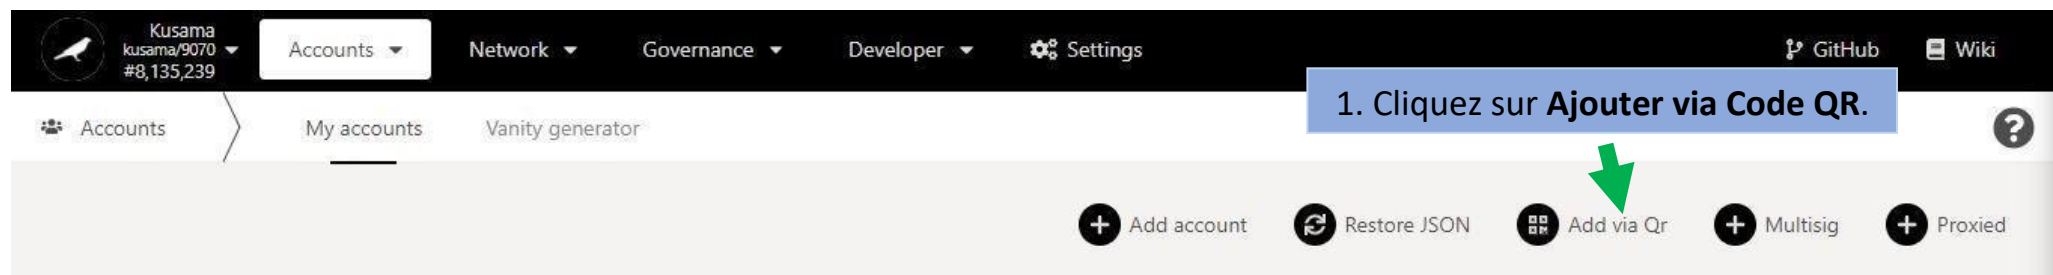 Kusama
kusama/9070
#8,135,239
Accounts
Network
Governance
Developer
Settings
GitHub
Wiki
1. Cliquez sur Ajouter via Code QR.
Accounts
My accounts
Vanity generator
?
Add account
Restore JSON
Add via Qr
Multisig
Proxied